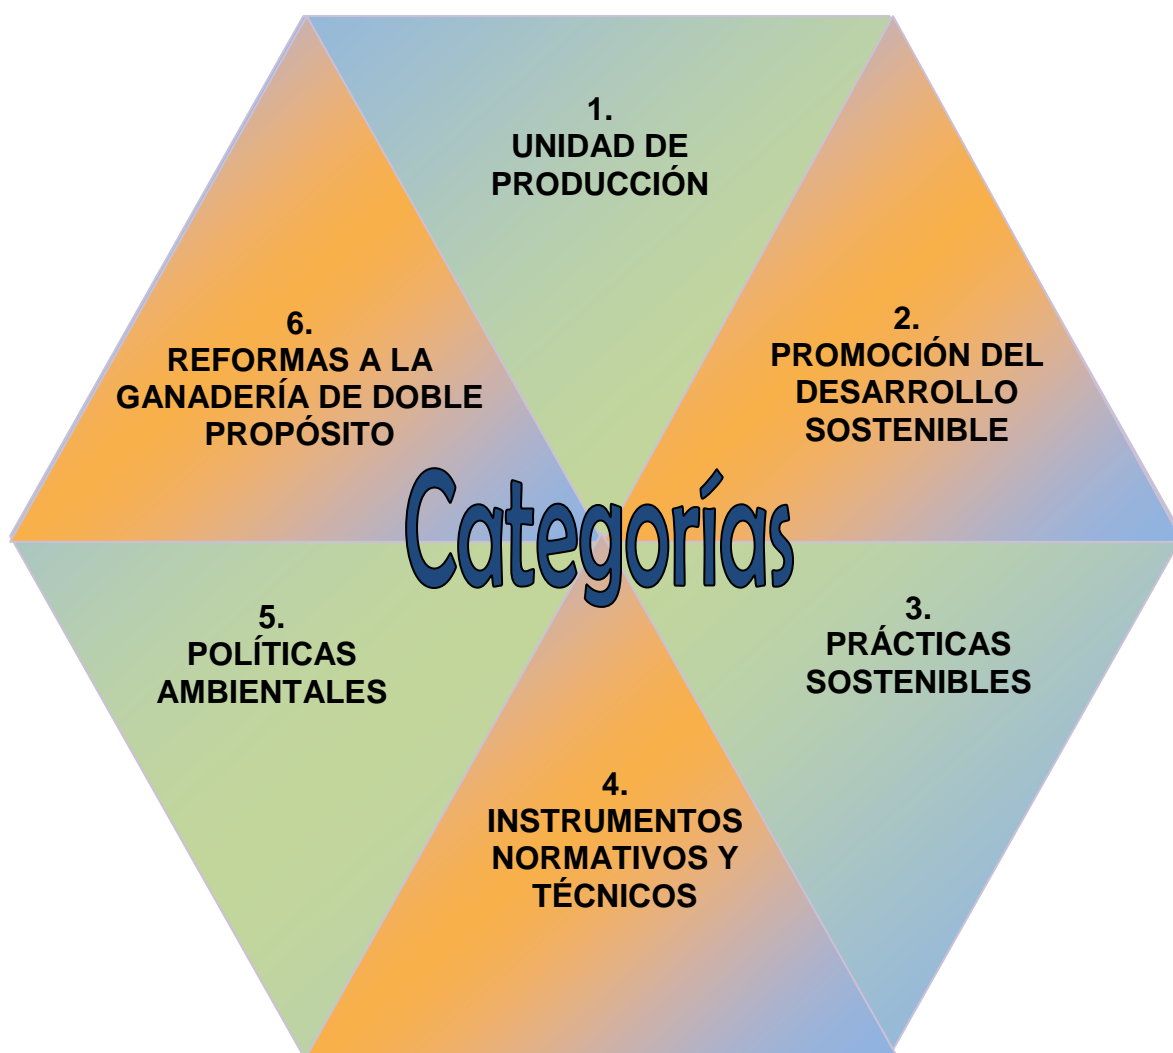 1.
UNIDAD DE
PRODUCCIÓN
2.
PROMOCIÓN DEL
DESARROLLO
SOSTENIBLE
6.
REFORMAS A LA
GANADERÍA DE DOBLE
PROPÓSITO
Categorías
3.
PRÁCTICAS
SOSTENIBLES
5.
POLÍTICAS
AMBIENTALES
4.
INSTRUMENTOS
NORMATIVOS Y
TÉCNICOS